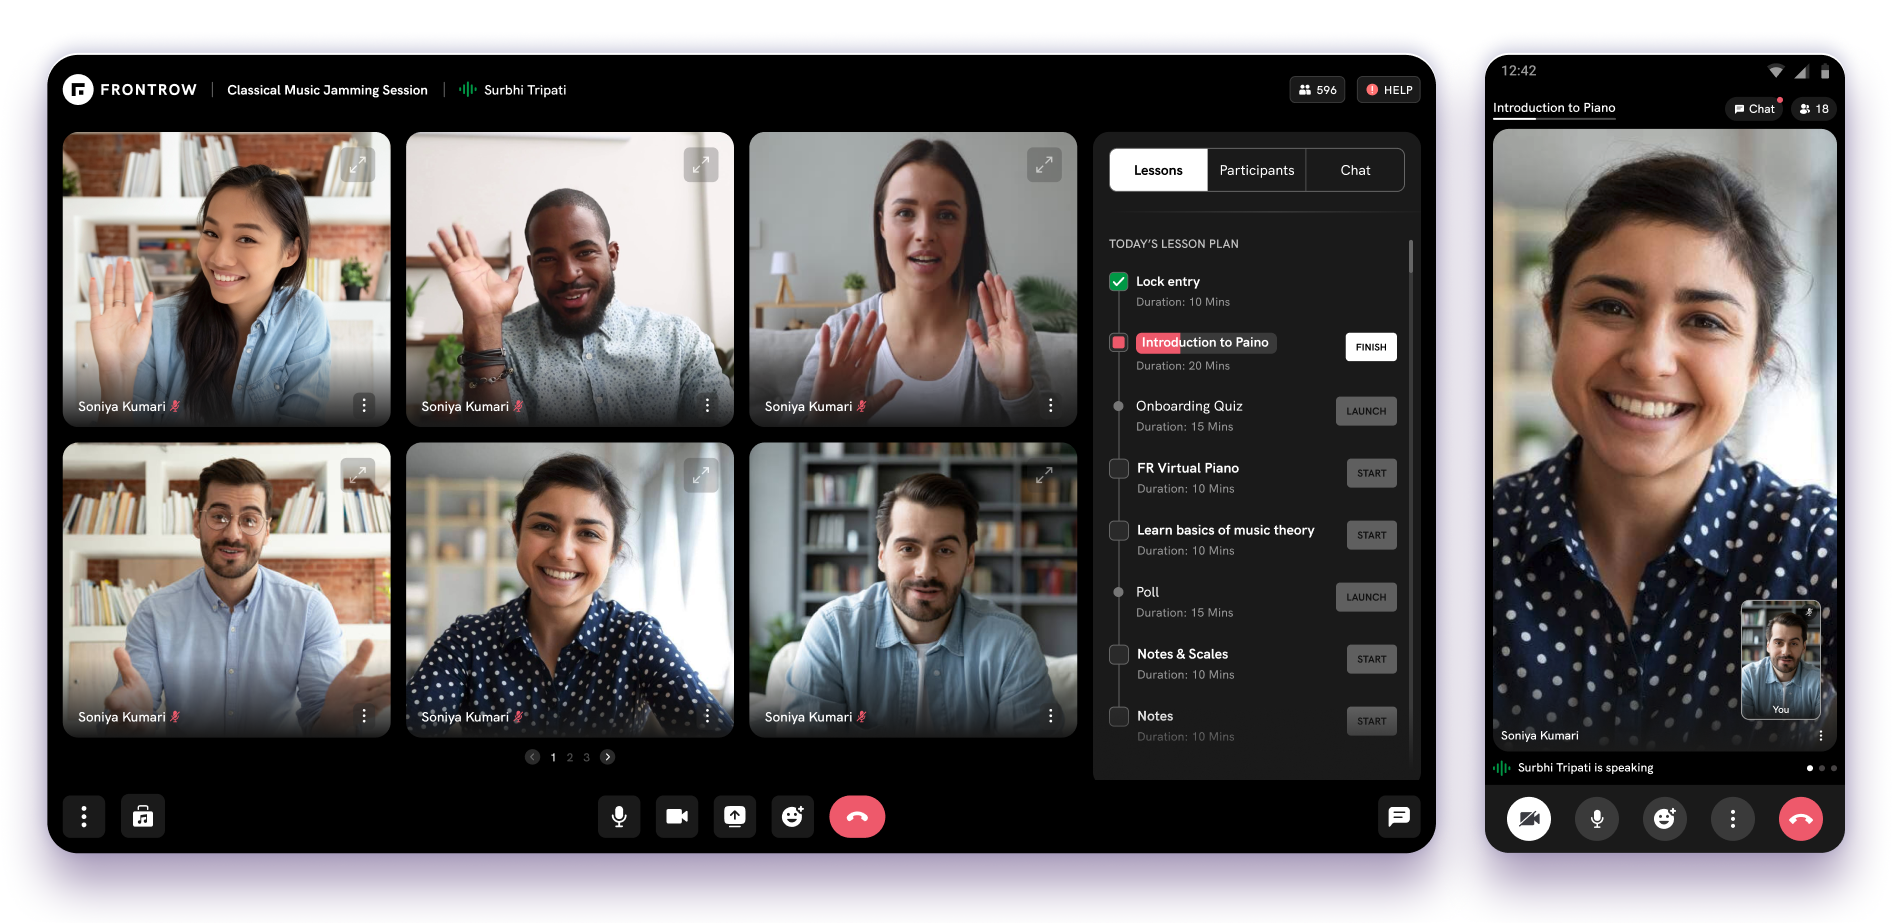 FRONTROW
Classical Music Jamming Session
Surbhi Tripati
596
HELP
Soniya Kumari
Soniya Kumari
Soniya Kumari
Soniya Kumari
Soniya Kumari
Soniya Kumari
1 2 3
Lessons
Participants
Chat
TODAY'S LESSON PLAN
Lock entry
Duration: 10 Mins
Introduction to Paino
FINISH
Duration: 20 Mins
Onboarding Quiz
LAUNCH
Duration: 15 Mins
FR Virtual Piano
START
Duration: 10 Mins
Learn basics of music theory
START
Duration: 10 Mins
Poll
LAUNCH
Duration: 15 Mins
Notes & Scales
START
Duration: 10 Mins
Notes
START
Duration: 10 Mins
12:42
Introduction to Piano
Chat
18
You
Soniya Kumari
Surbhi Tripati is speaking